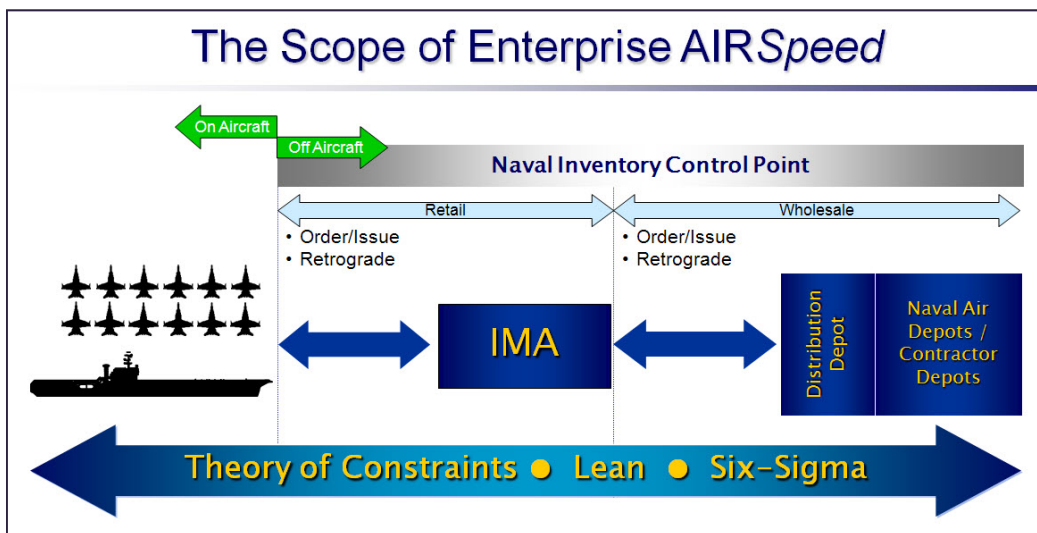 The Scope of Enterprise AIRSpeed
On Aircraft
Off Aircraft
Naval Inventory Control Point
Retail
Wholesale
• Order/Issue
• Retrograde
• Order/Issue
• Retrograde
IMA
Distribution
Depot
Naval Air
Depots /
Contractor
Depots
Theory of Constraints ● Lean ● Six-Sigma